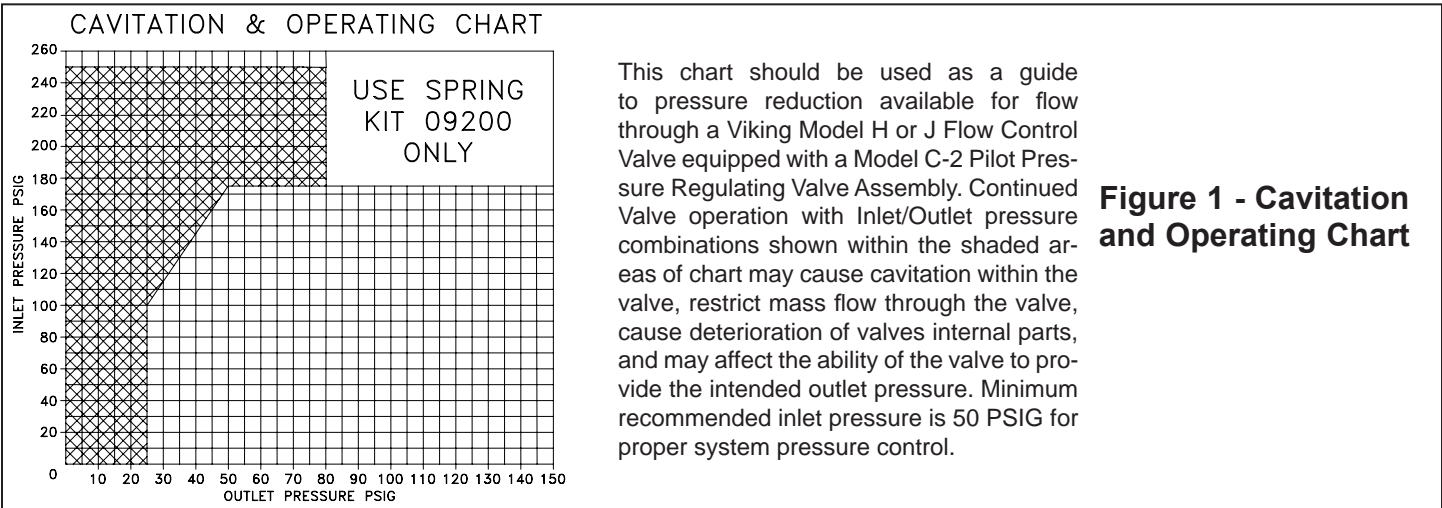 CAVITATION & OPERATING CHART
260
240
220
200
180
160
140
120
100
80
60
40
20
0
INLET PRESSURE PSIG
USE SPRING
KIT 09200
ONLY
10 20 30 40 50 60 70 80 90 100 110 120 130 140 150
OUTLET PRESSURE PSIG
This chart should be used as a guide
to pressure reduction available for flow
through a Viking Model H or J Flow Control
Valve equipped with a Model C-2 Pilot Pres-
sure Regulating Valve Assembly. Continued
Valve operation with Inlet/Outlet pressure
combinations shown within the shaded ar-
eas of chart may cause cavitation within the
valve, restrict mass flow through the valve,
cause deterioration of valves internal parts,
and may affect the ability of the valve to pro-
vide the intended outlet pressure. Minimum
recommended inlet pressure is 50 PSIG for
proper system pressure control.
Figure 1 - Cavitation
and Operating Chart